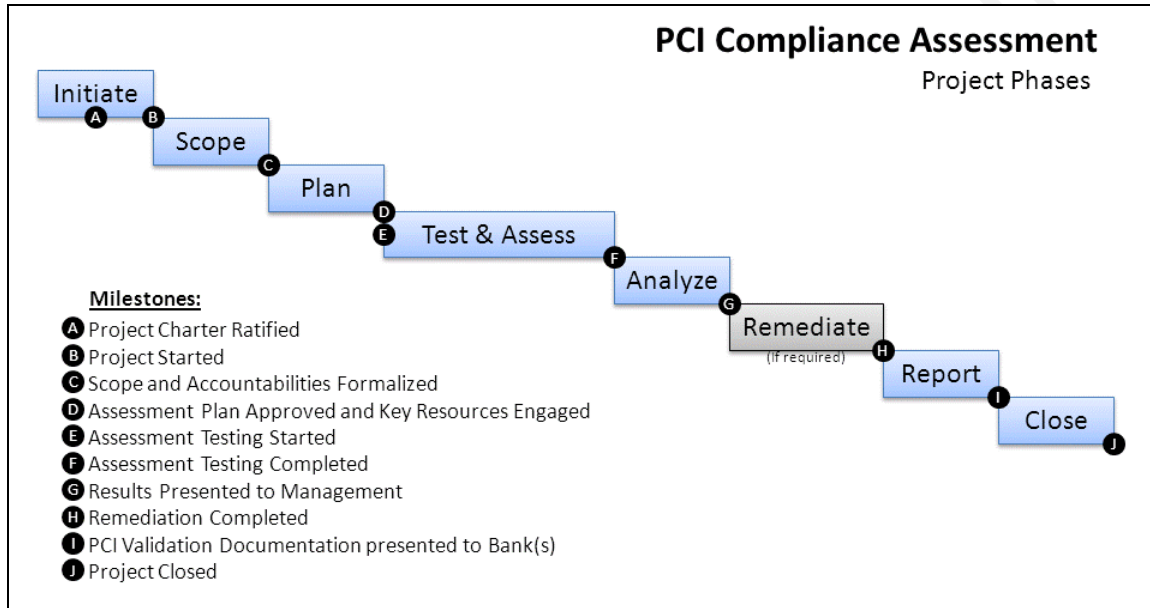 PCI Compliance Assessment
Project Phases
Initiate
A
B
Scope
C
Plan
D
E
Test & Assess
F
Analyze
G
Remediate
(If required)
H
Report
I
Close
J
Milestones:
A Project Charter Ratified
B Project Started
C Scope and Accountabilities Formalized
D Assessment Plan Approved and Key Resources Engaged
E Assessment Testing Started
F Assessment Testing Completed
G Results Presented to Management
H Remediation Completed
I PCI Validation Documentation presented to Bank(s)
J Project Closed